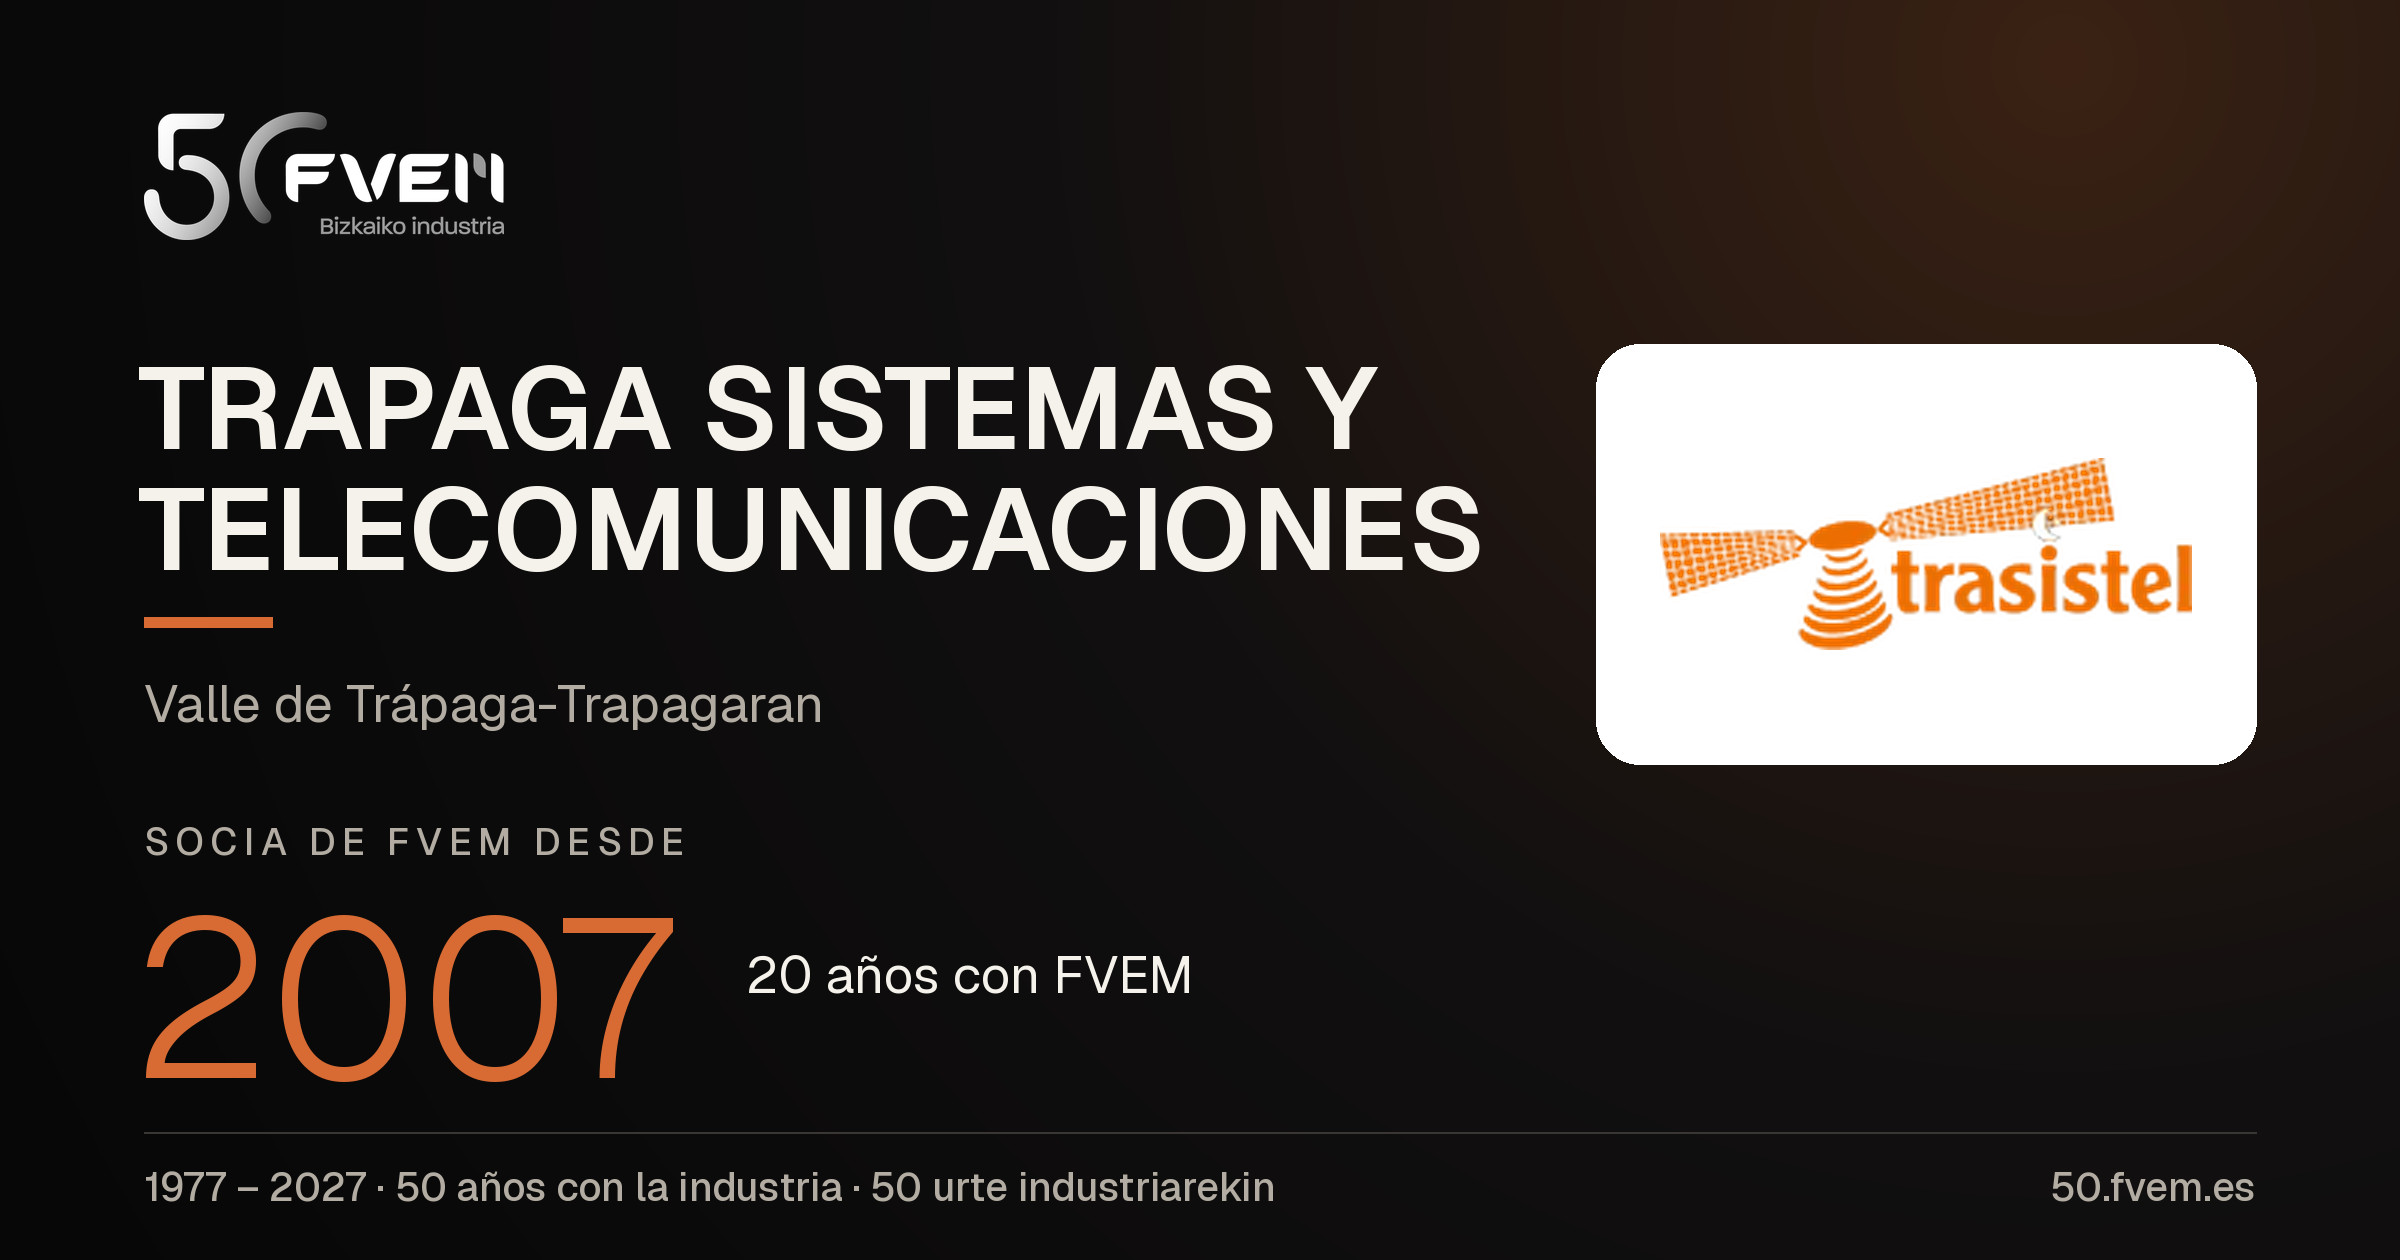 50 FVEM
Bizkaiko industria
TRAPAGA SISTEMAS Y
TELECOMUNICACIONES
trasistel
Valle de Trápaga-Trapagaran
SOCIA DE FVEM DESDE
2007
20 años con FVEM
1977 – 2027 · 50 años con la industria · 50 urte industriarekin
50.fvem.es